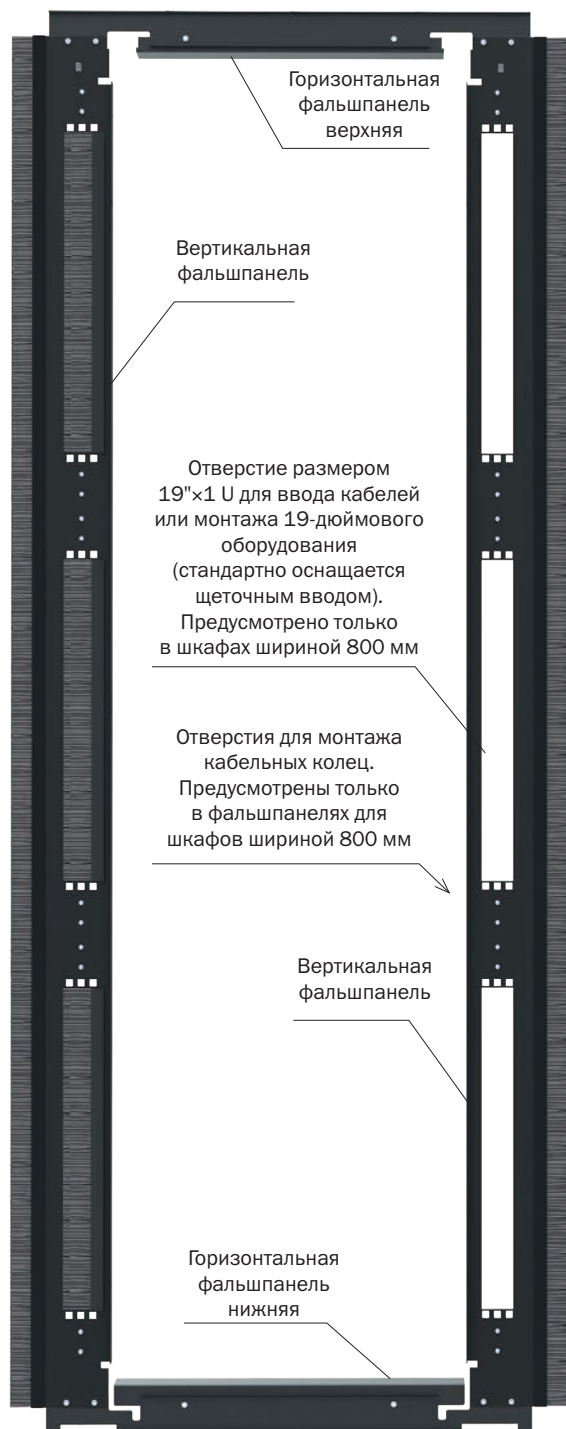 Горизонтальная
фальшпанель
верхняя
Вертикальная
фальшпанель
Отверстие размером
19"×1 U для ввода кабелей
или монтажа 19-дюймового
оборудования
(стандартно оснащается
щеточным вводом).
Предусмотрено только
в шкафах шириной 800 мм
Отверстия для монтажа
кабельных колец.
Предусмотрены только
в фальшпанелях для
шкафов шириной 800 мм
Вертикальная
фальшпанель
Горизонтальная
фальшпанель
нижняя